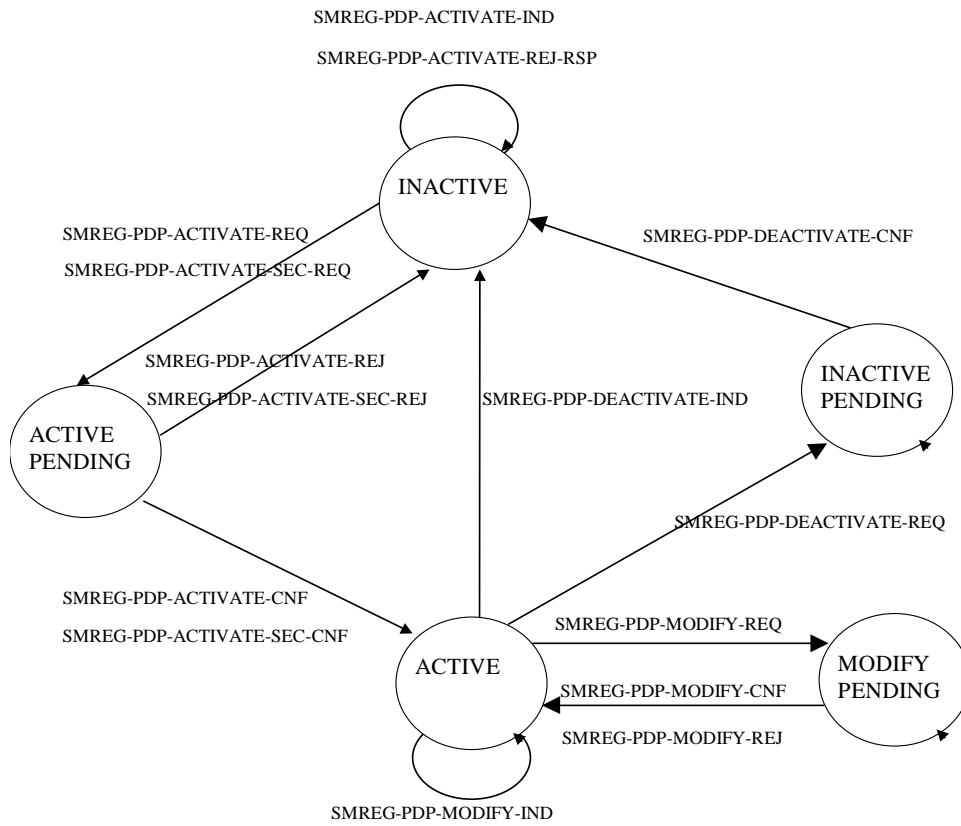 SMREG-PDP-ACTIVATE-IND
SMREG-PDP-ACTIVATE-REJ-RSP
INACTIVE
SMREG-PDP-ACTIVATE-REQ
SMREG-PDP-ACTIVATE-SEC-REQ
SMREG-PDP-DEACTIVATE-CNF
SMREG-PDP-ACTIVATE-REJ
SMREG-PDP-ACTIVATE-SEC-REJ
SMREG-PDP-DEACTIVATE-IND
INACTIVE
PENDING
ACTIVE
PENDING
SMREG-PDP-DEACTIVATE-REQ
SMREG-PDP-ACTIVATE-CNF
SMREG-PDP-ACTIVATE-SEC-CNF
ACTIVE
SMREG-PDP-MODIFY-REQ
SMREG-PDP-MODIFY-CNF
SMREG-PDP-MODIFY-REJ
MODIFY
PENDING
SMREG-PDP-MODIFY-IND